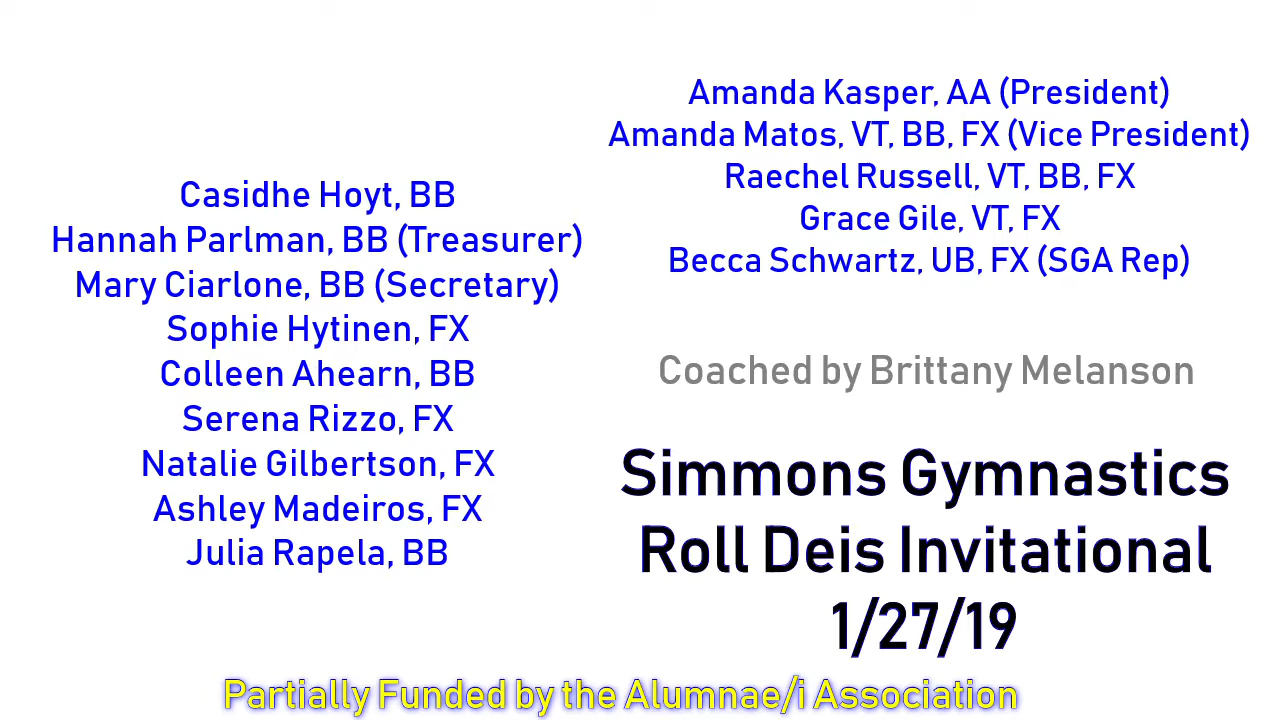 Casidhe Hoyt, BB
Hannah Parlman, BB (Treasurer)
Mary Ciarlone, BB (Secretary)
Sophie Hytinen, FX
Colleen Ahearn, BB
Serena Rizzo, FX
Natalie Gilbertson, FX
Ashley Madeiros, FX
Julia Rapela, BB
Amanda Kasper, AA (President)
Amanda Matos, VT, BB, FX (Vice President)
Raechel Russell, VT, BB, FX
Grace Gile, VT, FX
Becca Schwartz, UB, FX (SGA Rep)
Coached by Brittany Melanson
Simmons Gymnastics
Roll Deis Invitational
1/27/19
Partially Funded by the Alumnae/i Association